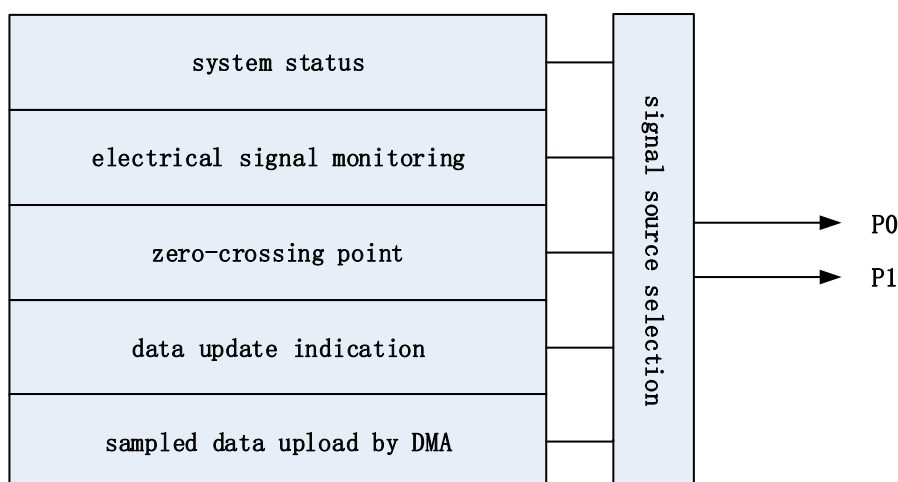 system status
electrical signal monitoring
zero-crossing point
data update indication
sampled data upload by DMA
signal source selection
P0
P1